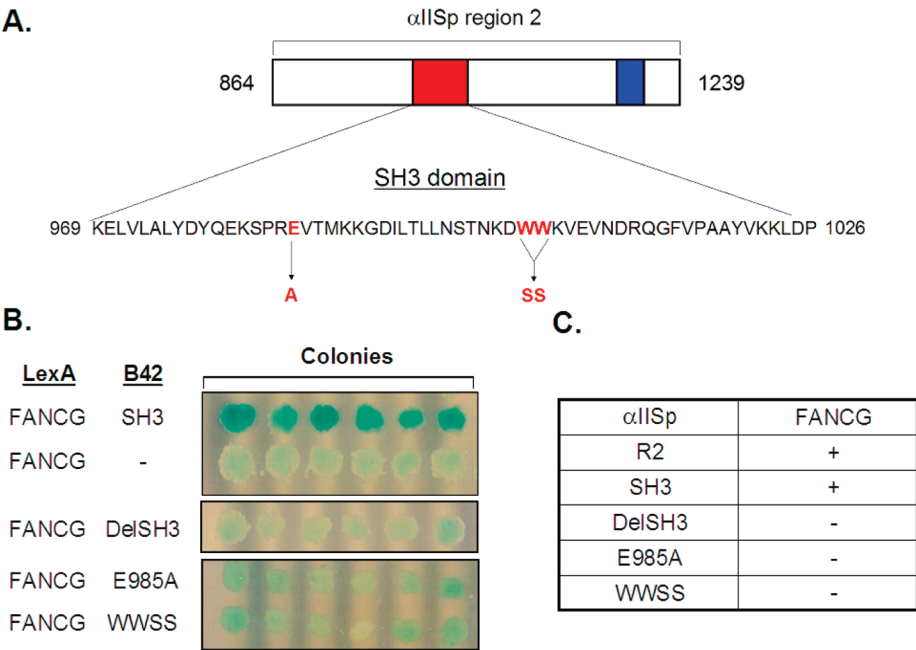 A.
αIISp region 2
864
1239
SH3 domain
969 KELVLALYDYQEKSPREVTMKKGDILTLLNSTNKDWWKVEVNDRQGFVPAAYVKKLDP 1026
A
SS
B.
C.
Colonies
LexA B42
FANCG SH3
FANCG -
FANCG DelSH3
FANCG E985A
FANCG WWSS
αIISp FANCG
R2 +
SH3 +
DelSH3 -
E985A -
WWSS -